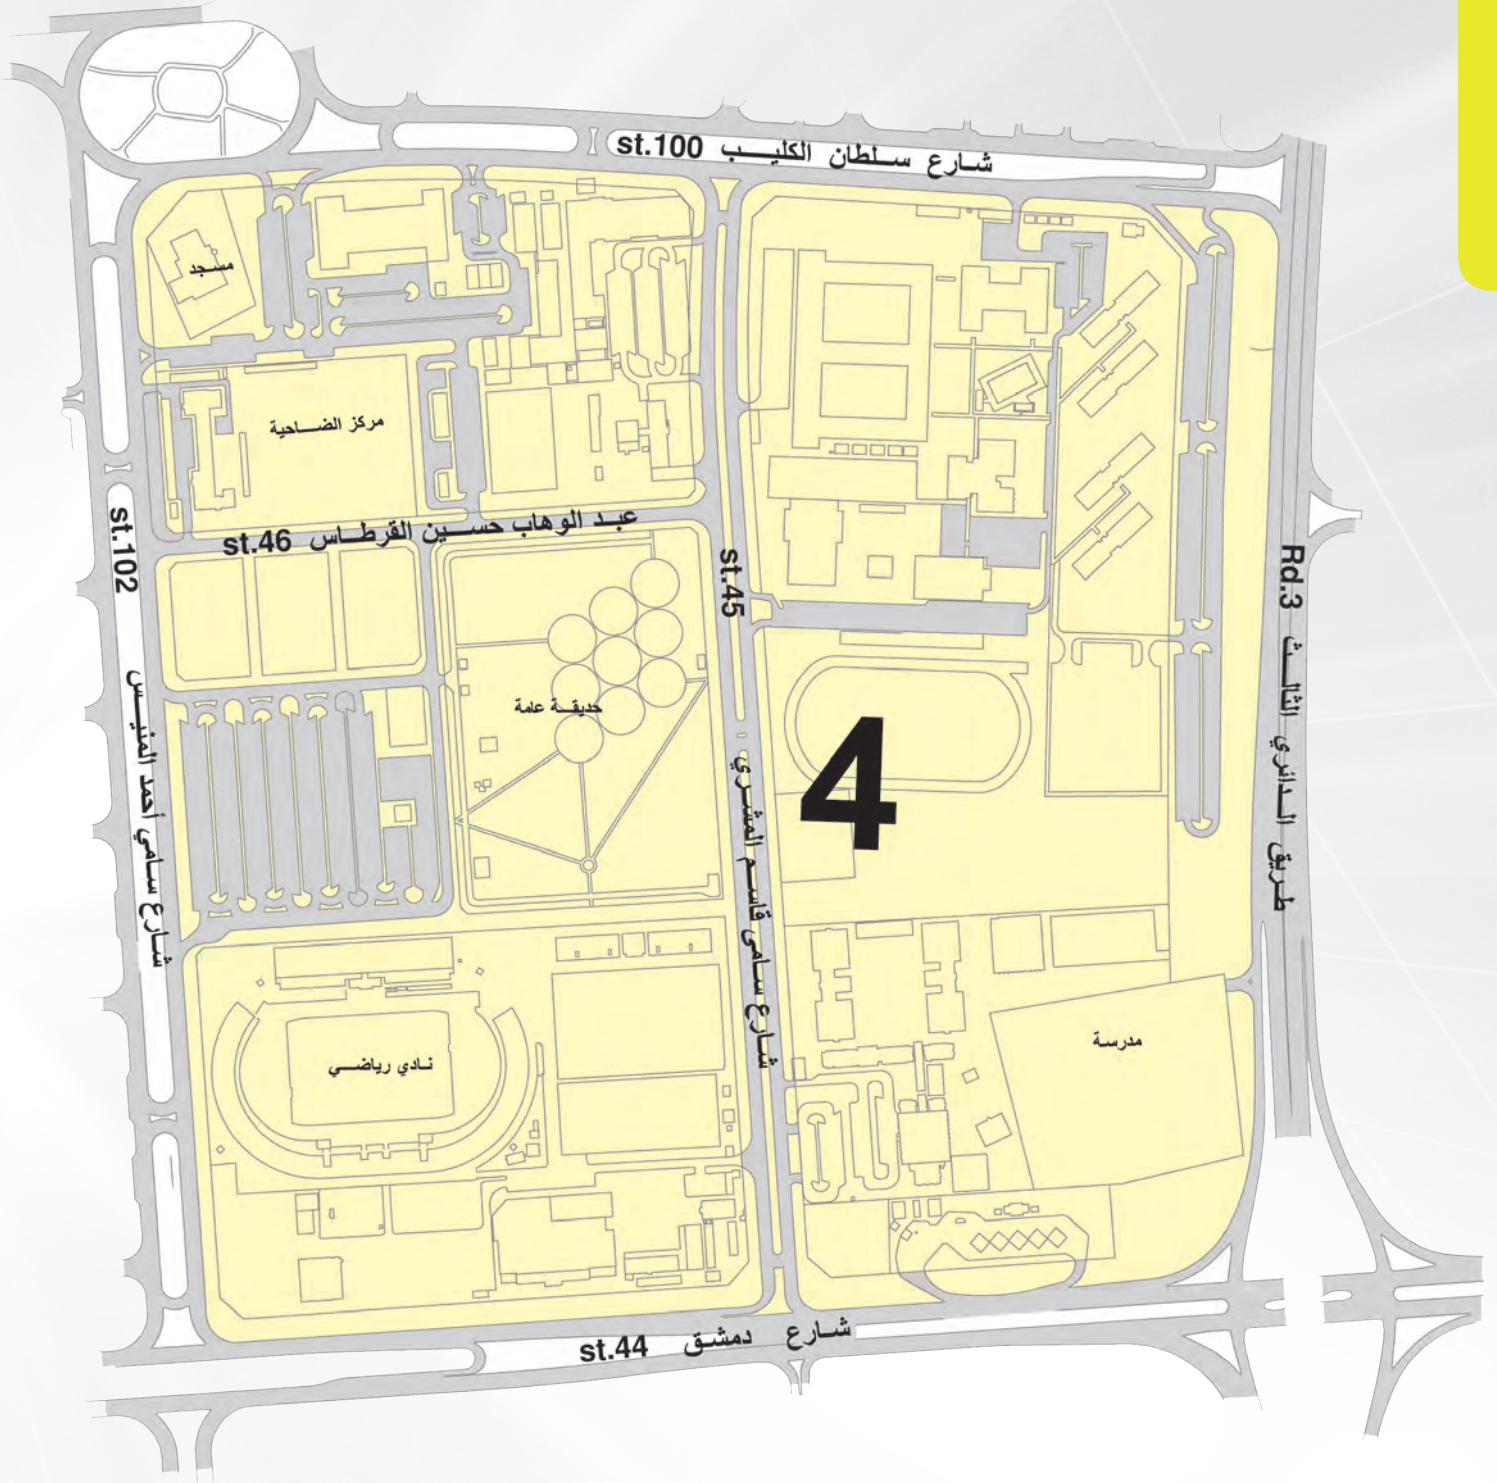 شارع سلطان الكليب st.100
مسجد
مركز الضاحية
عبد الوهاب حسين القرطاس st.46
st.102
شارع سامي أحمد المنيس
st.45
شارع سامي قاسم المشري
Rd.3
طريق الدائري الثالث
حديقة عامة
4
نادي رياضي
مدرسة
شارع دمشق st.44